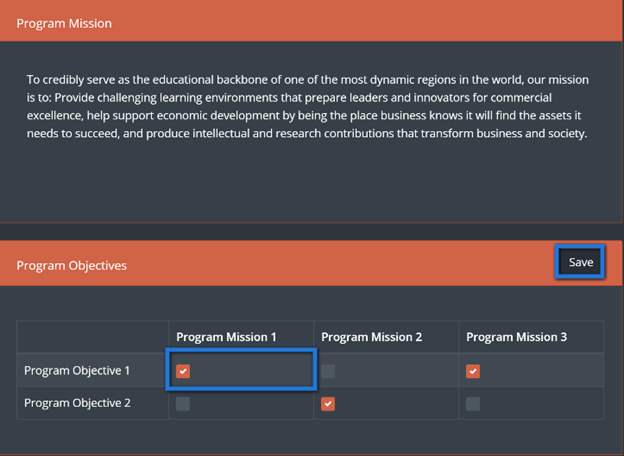 Program Mission
To credibly serve as the educational backbone of one of the most dynamic regions in the world, our mission
is to: Provide challenging learning environments that prepare leaders and innovators for commercial
excellence, help support economic development by being the place business knows it will find the assets it
needs to succeed, and produce intellectual and research contributions that transform business and society.
Program Objectives
Save
Program Mission 1 Program Mission 2 Program Mission 3
Program Objective 1
Program Objective 2